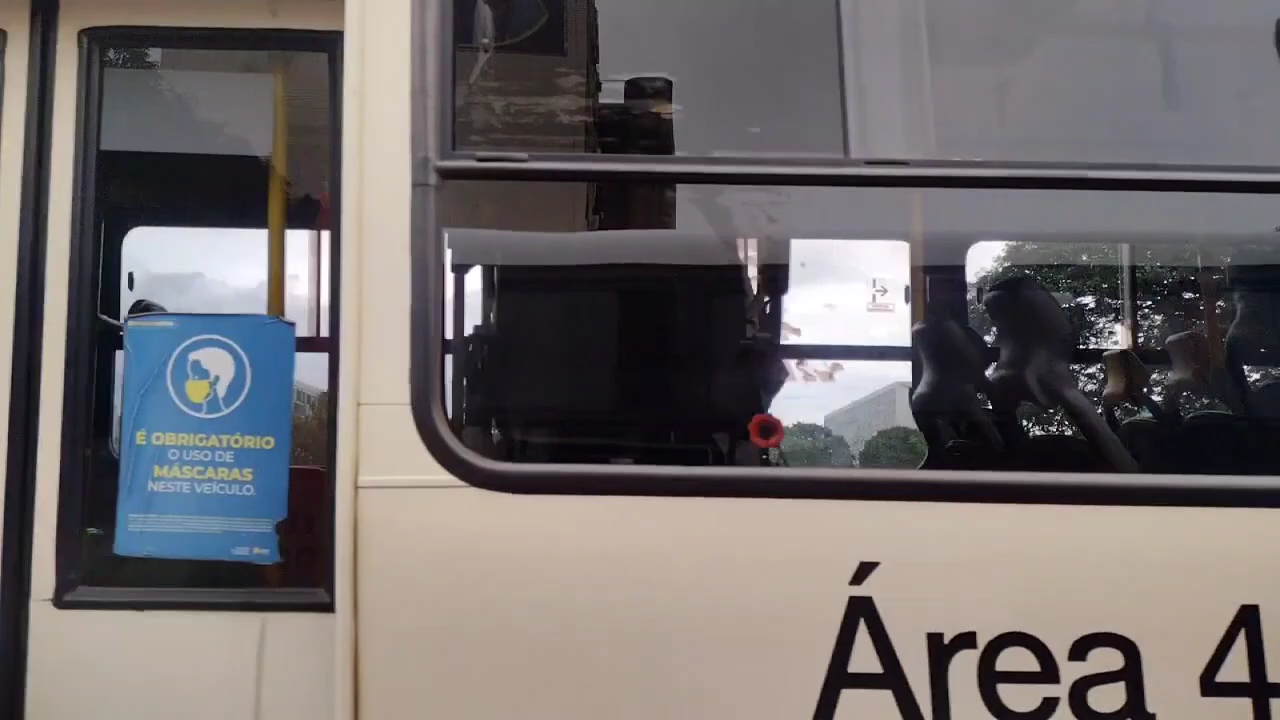 É OBRIGATÓRIO
O USO DE
MÁSCARAS
NESTE VEÍCULO.
Área 4